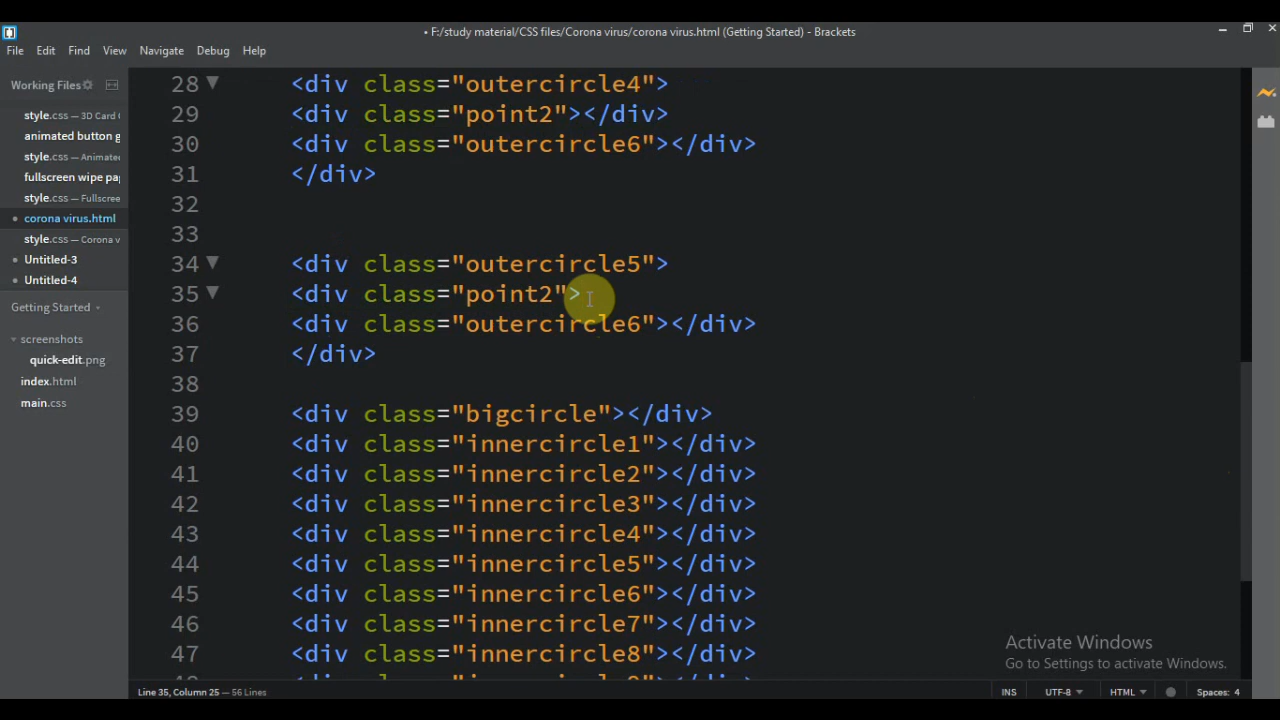 • F:/study material/CSS files/Corona virus/corona virus.html (Getting Started) - Brackets
File Edit Find View Navigate Debug Help
Working Files
style.css — 3D Card
animated button g
style.css — Animate
fullscreen wipe pa
style.css — Fullscree
corona virus.html
style.css — Corona v
Untitled-3
Untitled-4
Getting Started
screenshots
quick-edit.png
index.html
main.css
28 <div class="outercircle4">
29 <div class="point2"></div>
30 <div class="outercircle6"></div>
31 </div>
32
33
34 <div class="outercircle5">
35 <div class="point2">
36 <div class="outercircle6"></div>
37 </div>
38
39 <div class="bigcircle"></div>
40 <div class="innercircle1"></div>
41 <div class="innercircle2"></div>
42 <div class="innercircle3"></div>
43 <div class="innercircle4"></div>
44 <div class="innercircle5"></div>
45 <div class="innercircle6"></div>
46 <div class="innercircle7"></div>
47 <div class="innercircle8"></div>
Activate Windows
Go to Settings to activate Windows.
Line 35, Column 25 — 56 Lines
INS UTF-8 HTML Spaces: 4